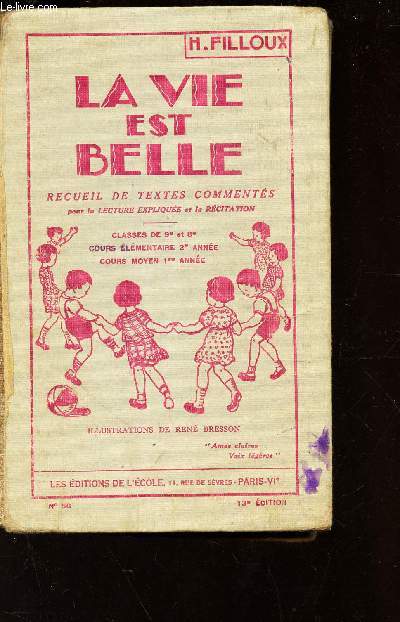 Le-livre.com
H. FILLOUX
LA VIE
EST
BELLE
RECUEIL DE TEXTES COMMENTÉS
pour la LECTURE EXPLIQUÉE et la RÉCITATION
CLASSES DE 9e et 8e
COURS ÉLÉMENTAIRE 2e ANNÉE
COURS MOYEN 1re ANNÉE
ILLUSTRATIONS DE RENÉ BRESSON
"Ames claires
Voix légères"
LES ÉDITIONS DE L'ÉCOLE, 11, RUE DE SÈVRES - PARIS-VIe
13e ÉDITION